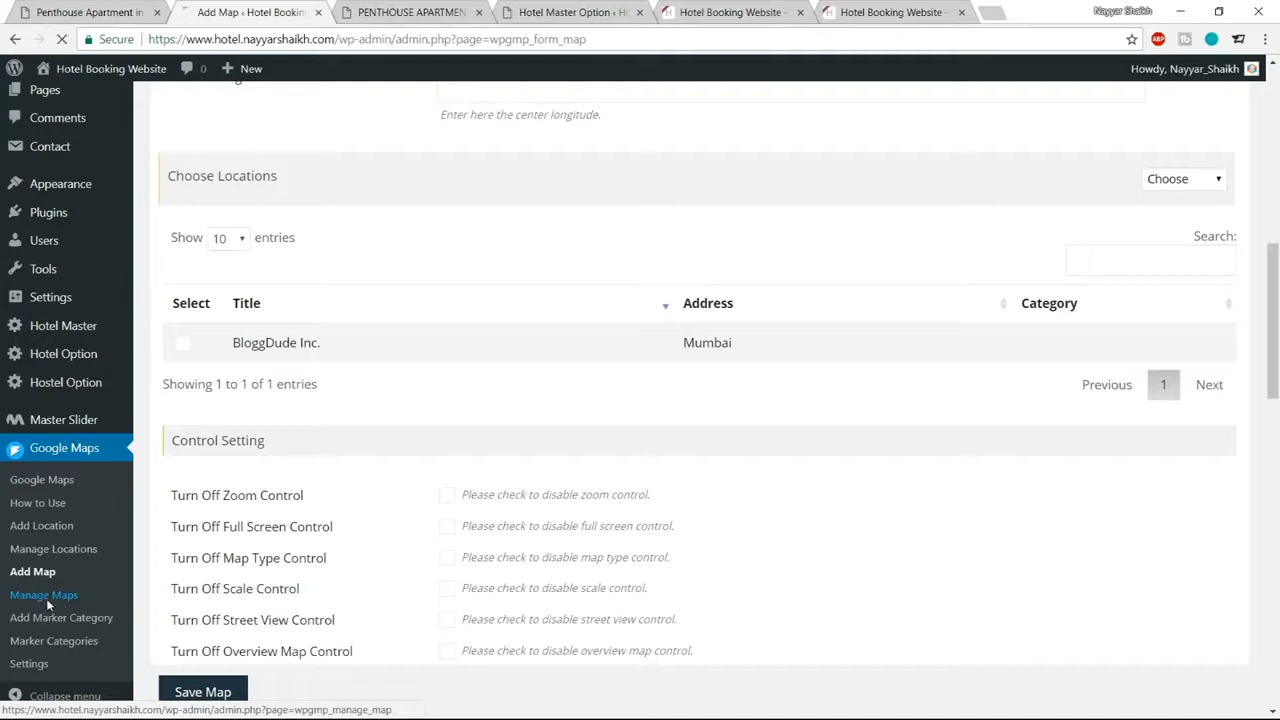 Penthouse Apartment in
Add Map ‹ Hotel Bookin
PENTHOUSE APARTMEN
Hotel Master Option ‹ H
Hotel Booking Website –
Hotel Booking Website –
Nayyar Shaikh
Secure
https://www.hotel.nayyarshaikh.com/wp-admin/admin.php?page=wpgmp_form_map
Hotel Booking Website
0
New
Howdy, Nayyar_Shaikh
Pages
Comments
Contact
Appearance
Plugins
Users
Tools
Settings
Hotel Master
Hotel Option
Hostel Option
Master Slider
Google Maps
Google Maps
How to Use
Add Location
Manage Locations
Add Map
Manage Maps
Add Marker Category
Marker Categories
Settings
Collapse menu
Enter here the center longitude.
Choose Locations
Choose
Show 10 entries
Search:
Select Title Address Category
BloggDude Inc. Mumbai
Showing 1 to 1 of 1 entries
Previous 1 Next
Control Setting
Turn Off Zoom Control Please check to disable zoom control.
Turn Off Full Screen Control Please check to disable full screen control.
Turn Off Map Type Control Please check to disable map type control.
Turn Off Scale Control Please check to disable scale control.
Turn Off Street View Control Please check to disable street view control.
Turn Off Overview Map Control Please check to disable overview map control.
Save Map
https://www.hotel.nayyarshaikh.com/wp-admin/admin.php?page=wpgmp_manage_map